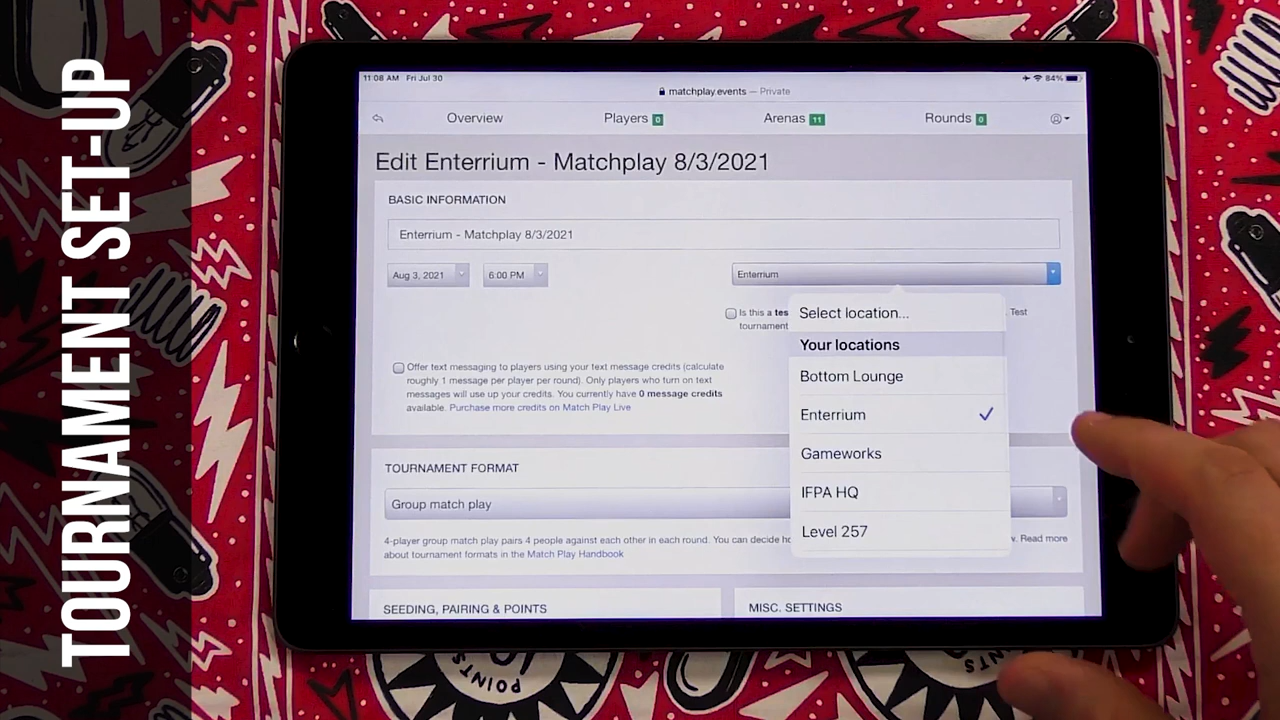 TOURNAMENT SET-UP
11:08 AM Fri Jul 30
84%
matchplay.events — Private
Overview Players 0 Arenas 11 Rounds 0
Edit Enterrium - Matchplay 8/3/2021
BASIC INFORMATION
Enterrium - Matchplay 8/3/2021
Aug 3, 2021 6:00 PM Enterrium
Is this a tes
Test
tournament
Select location...
Your locations
Bottom Lounge
Enterrium
Gameworks
IFPA HQ
Level 257
Offer text messaging to players using your text message credits (calculate
roughly 1 message per player per round). Only players who turn on text
messages will use up your credits. You currently have 0 message credits
available. Purchase more credits on Match Play Live
TOURNAMENT FORMAT
Group match play
4-player group match play pairs 4 people against each other in each round. You can decide ho
w. Read more
about tournament formats in the Match Play Handbook
SEEDING, PAIRING & POINTS
MISC. SETTINGS
POINTS